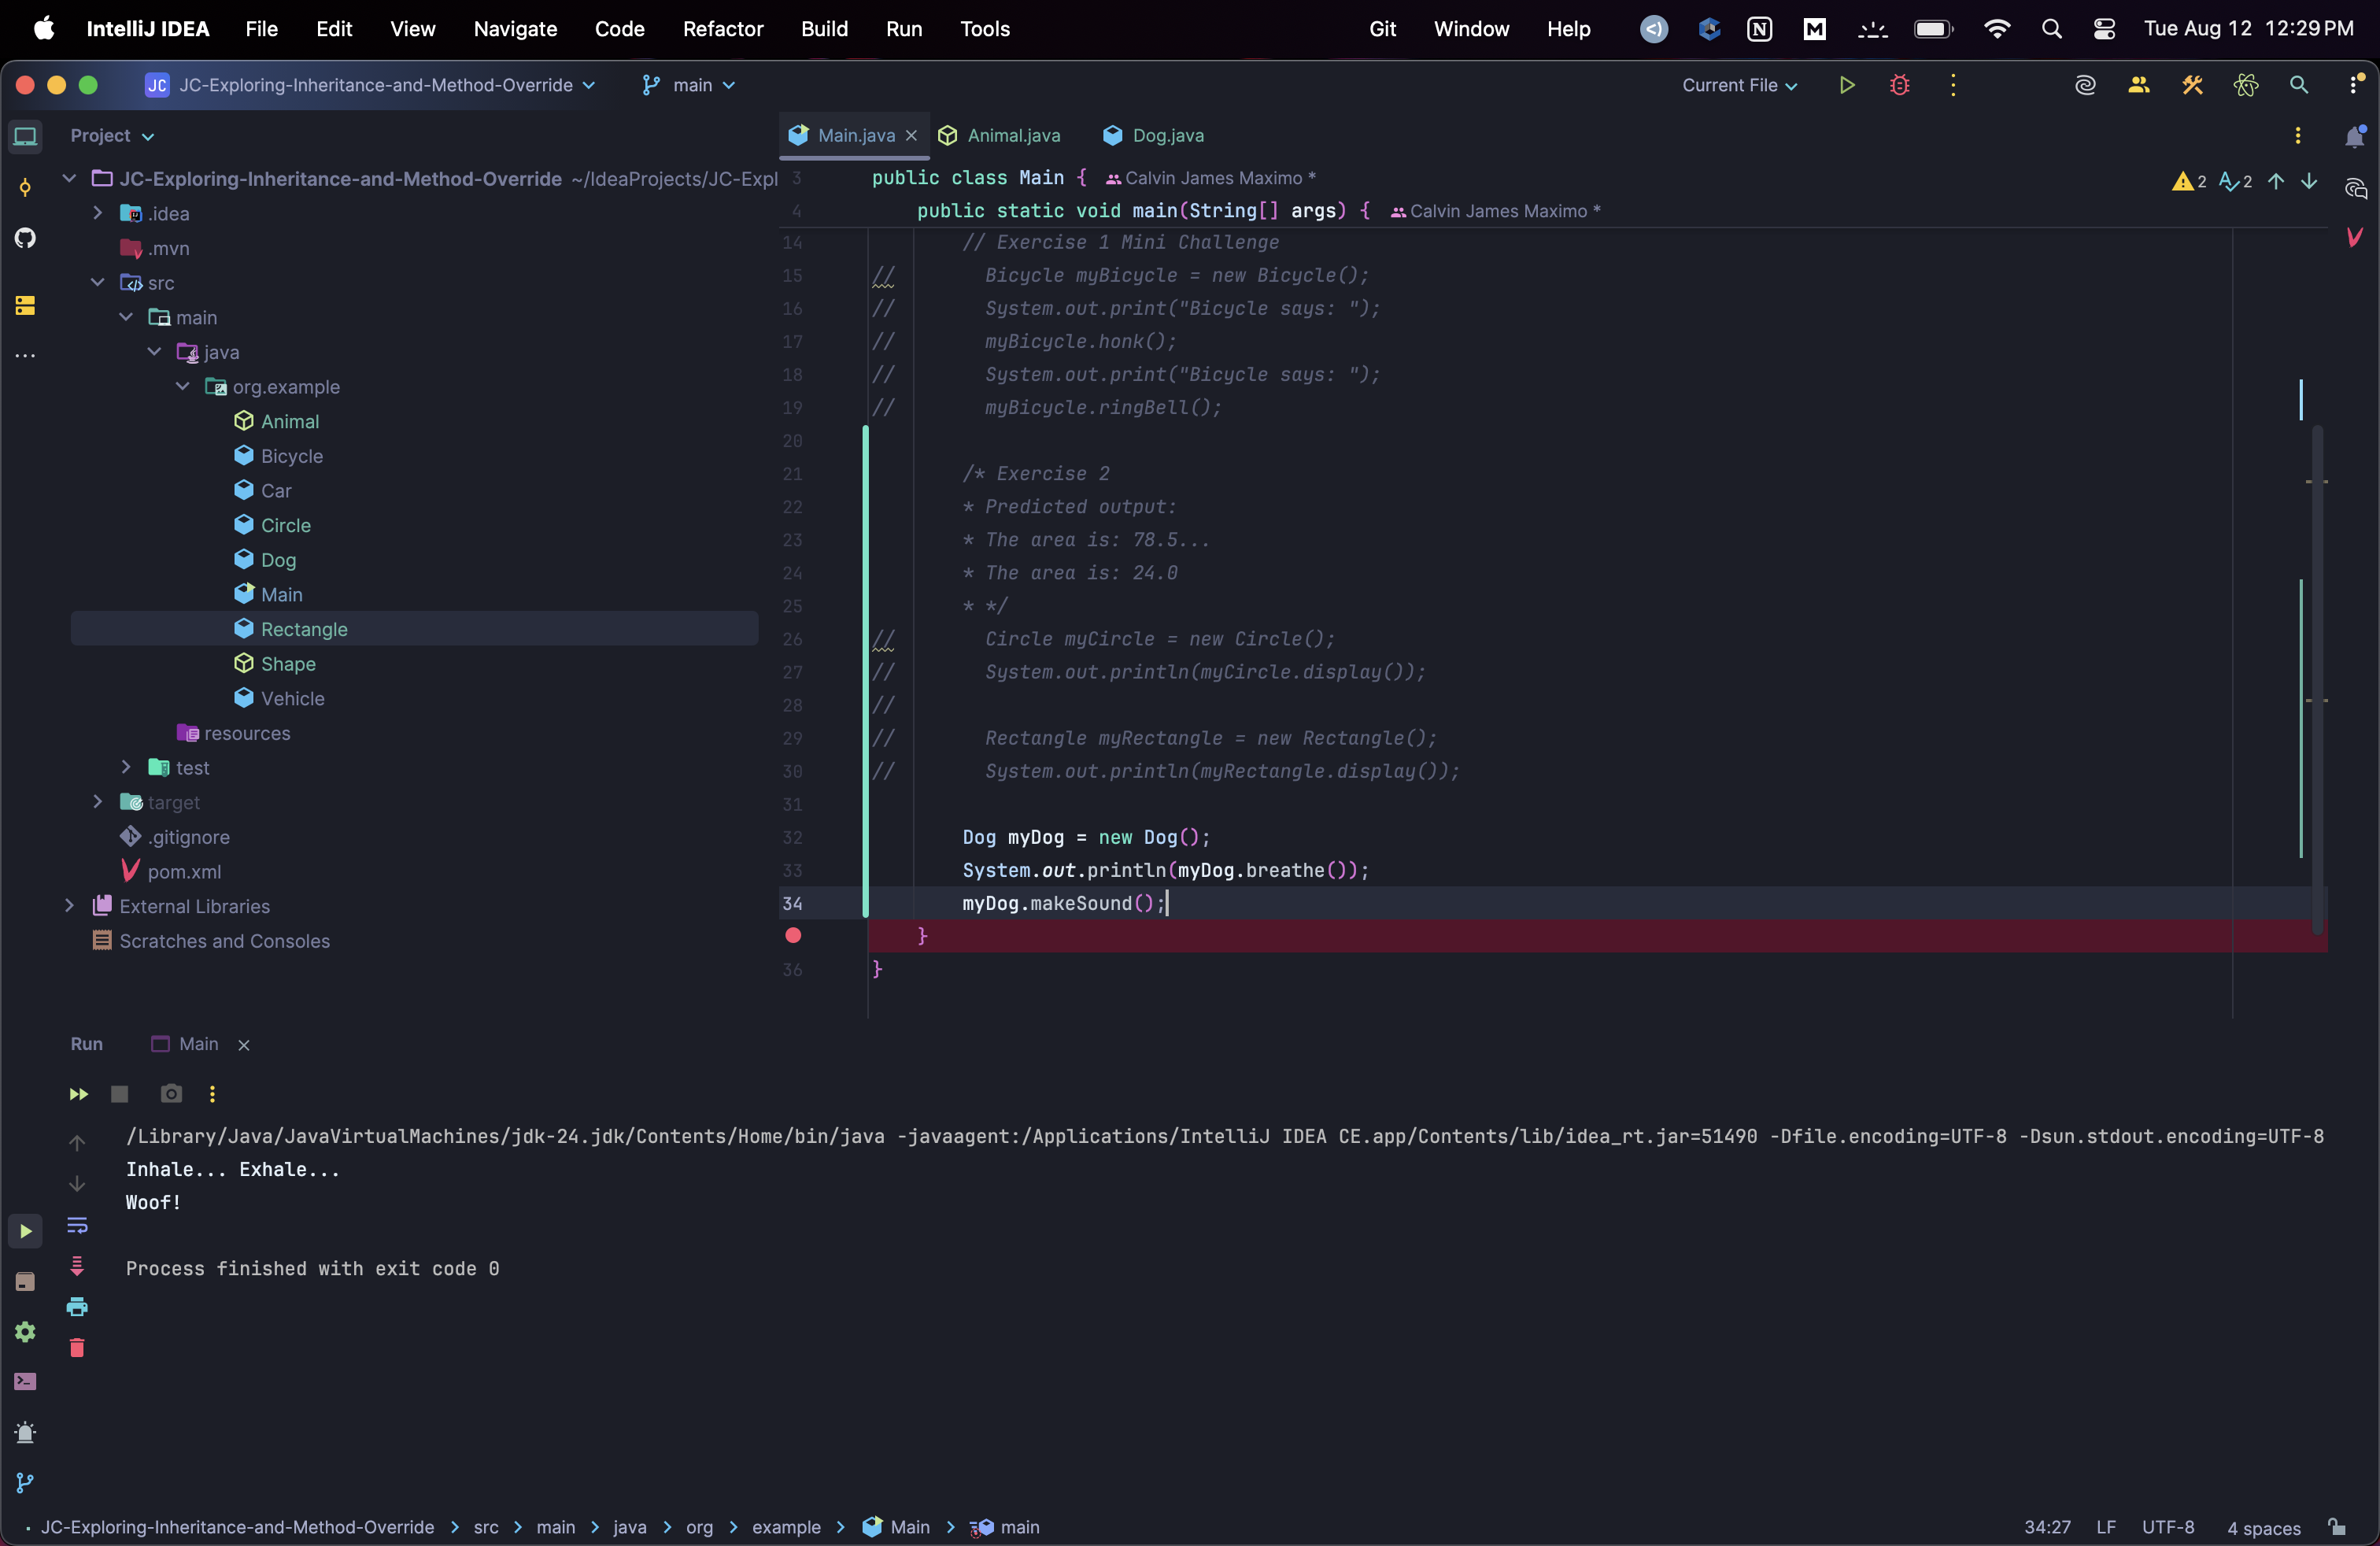 IntelliJ IDEA File Edit View Navigate Code Refactor Build Run Tools Git Window Help Tue Aug 12 12:29 PM
JC JC-Exploring-Inheritance-and-Method-Override main Current File
Project
JC-Exploring-Inheritance-and-Method-Override ~/IdeaProjects/JC-Expl
.idea
.mvn
src
main
java
org.example
Animal
Bicycle
Car
Circle
Dog
Main
Rectangle
Shape
Vehicle
resources
test
target
.gitignore
pom.xml
External Libraries
Scratches and Consoles
Main.java Animal.java Dog.java
3 public class Main { Calvin James Maximo *
4 public static void main(String[] args) { Calvin James Maximo *
2 2
14 // Exercise 1 Mini Challenge
15 // Bicycle myBicycle = new Bicycle();
16 // System.out.print("Bicycle says: ");
17 // myBicycle.honk();
18 // System.out.print("Bicycle says: ");
19 // myBicycle.ringBell();
20
21 /* Exercise 2
22 * Predicted output:
23 * The area is: 78.5...
24 * The area is: 24.0
25 * */
26 // Circle myCircle = new Circle();
27 // System.out.println(myCircle.display());
28 //
29 // Rectangle myRectangle = new Rectangle();
30 // System.out.println(myRectangle.display());
31
32 Dog myDog = new Dog();
33 System.out.println(myDog.breathe());
34 myDog.makeSound();
}
36 }
Run Main
/Library/Java/JavaVirtualMachines/jdk-24.jdk/Contents/Home/bin/java -javaagent:/Applications/IntelliJ IDEA CE.app/Contents/lib/idea_rt.jar=51490 -Dfile.encoding=UTF-8 -Dsun.stdout.encoding=UTF-8
Inhale... Exhale...
Woof!
Process finished with exit code 0
JC-Exploring-Inheritance-and-Method-Override src main java org example Main main 34:27 LF UTF-8 4 spaces